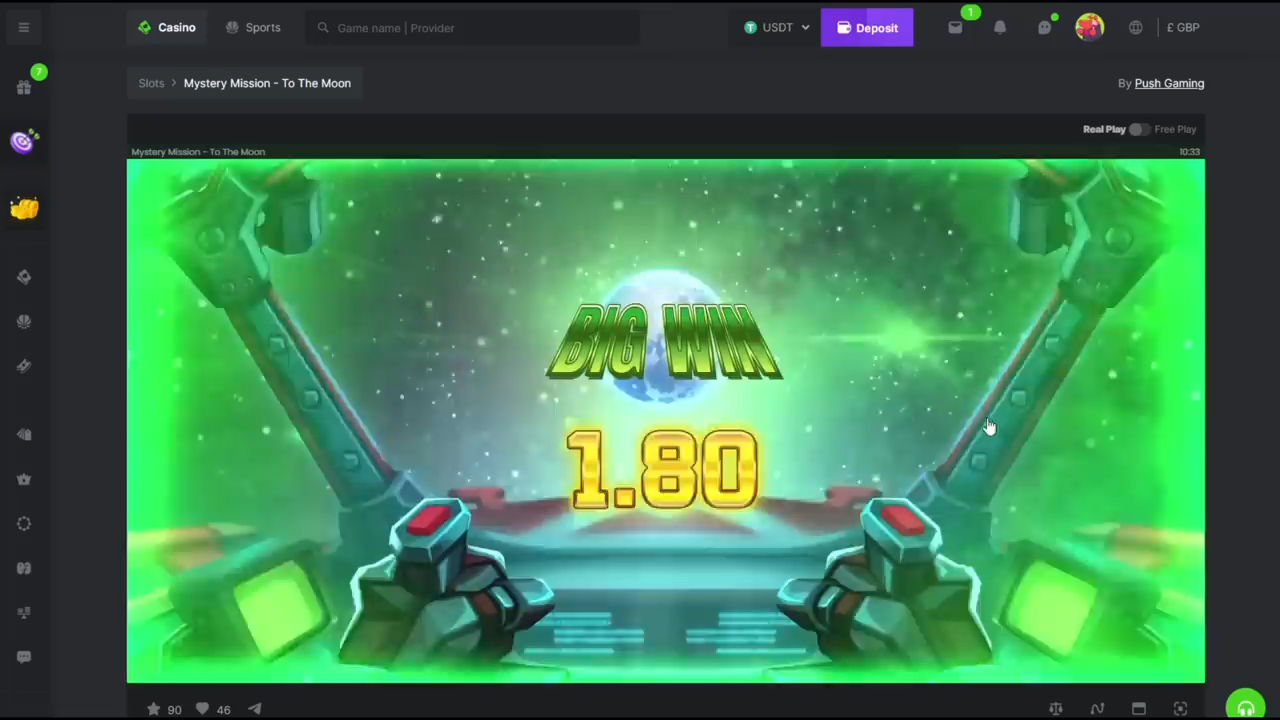 Casino
Sports
Game name | Provider
USDT
Deposit
1
£ GBP
7
Slots > Mystery Mission - To The Moon
By Push Gaming
Real Play
Free Play
Mystery Mission - To The Moon
10:33
BIG WIN
1.80
90
46